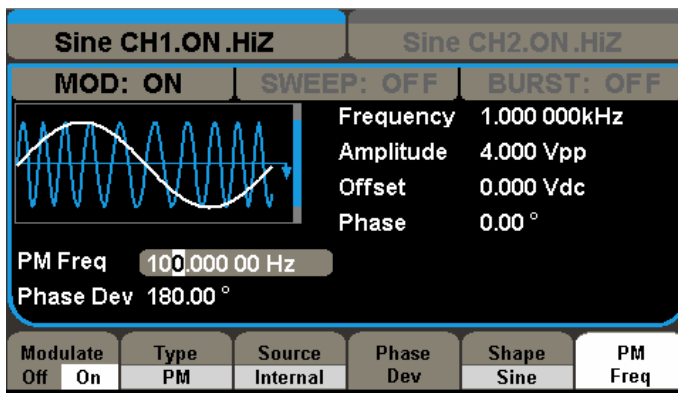 Sine CH1.ON.HiZ
Sine CH2.ON.HiZ
MOD: ON
SWEEP: OFF
BURST: OFF
Frequency 1.000 000kHz
Amplitude 4.000 Vpp
Offset 0.000 Vdc
Phase 0.00 °
PM Freq 100.000 00 Hz
Phase Dev 180.00 °
Modulate
Off On
Type
PM
Source
Internal
Phase
Dev
Shape
Sine
PM
Freq